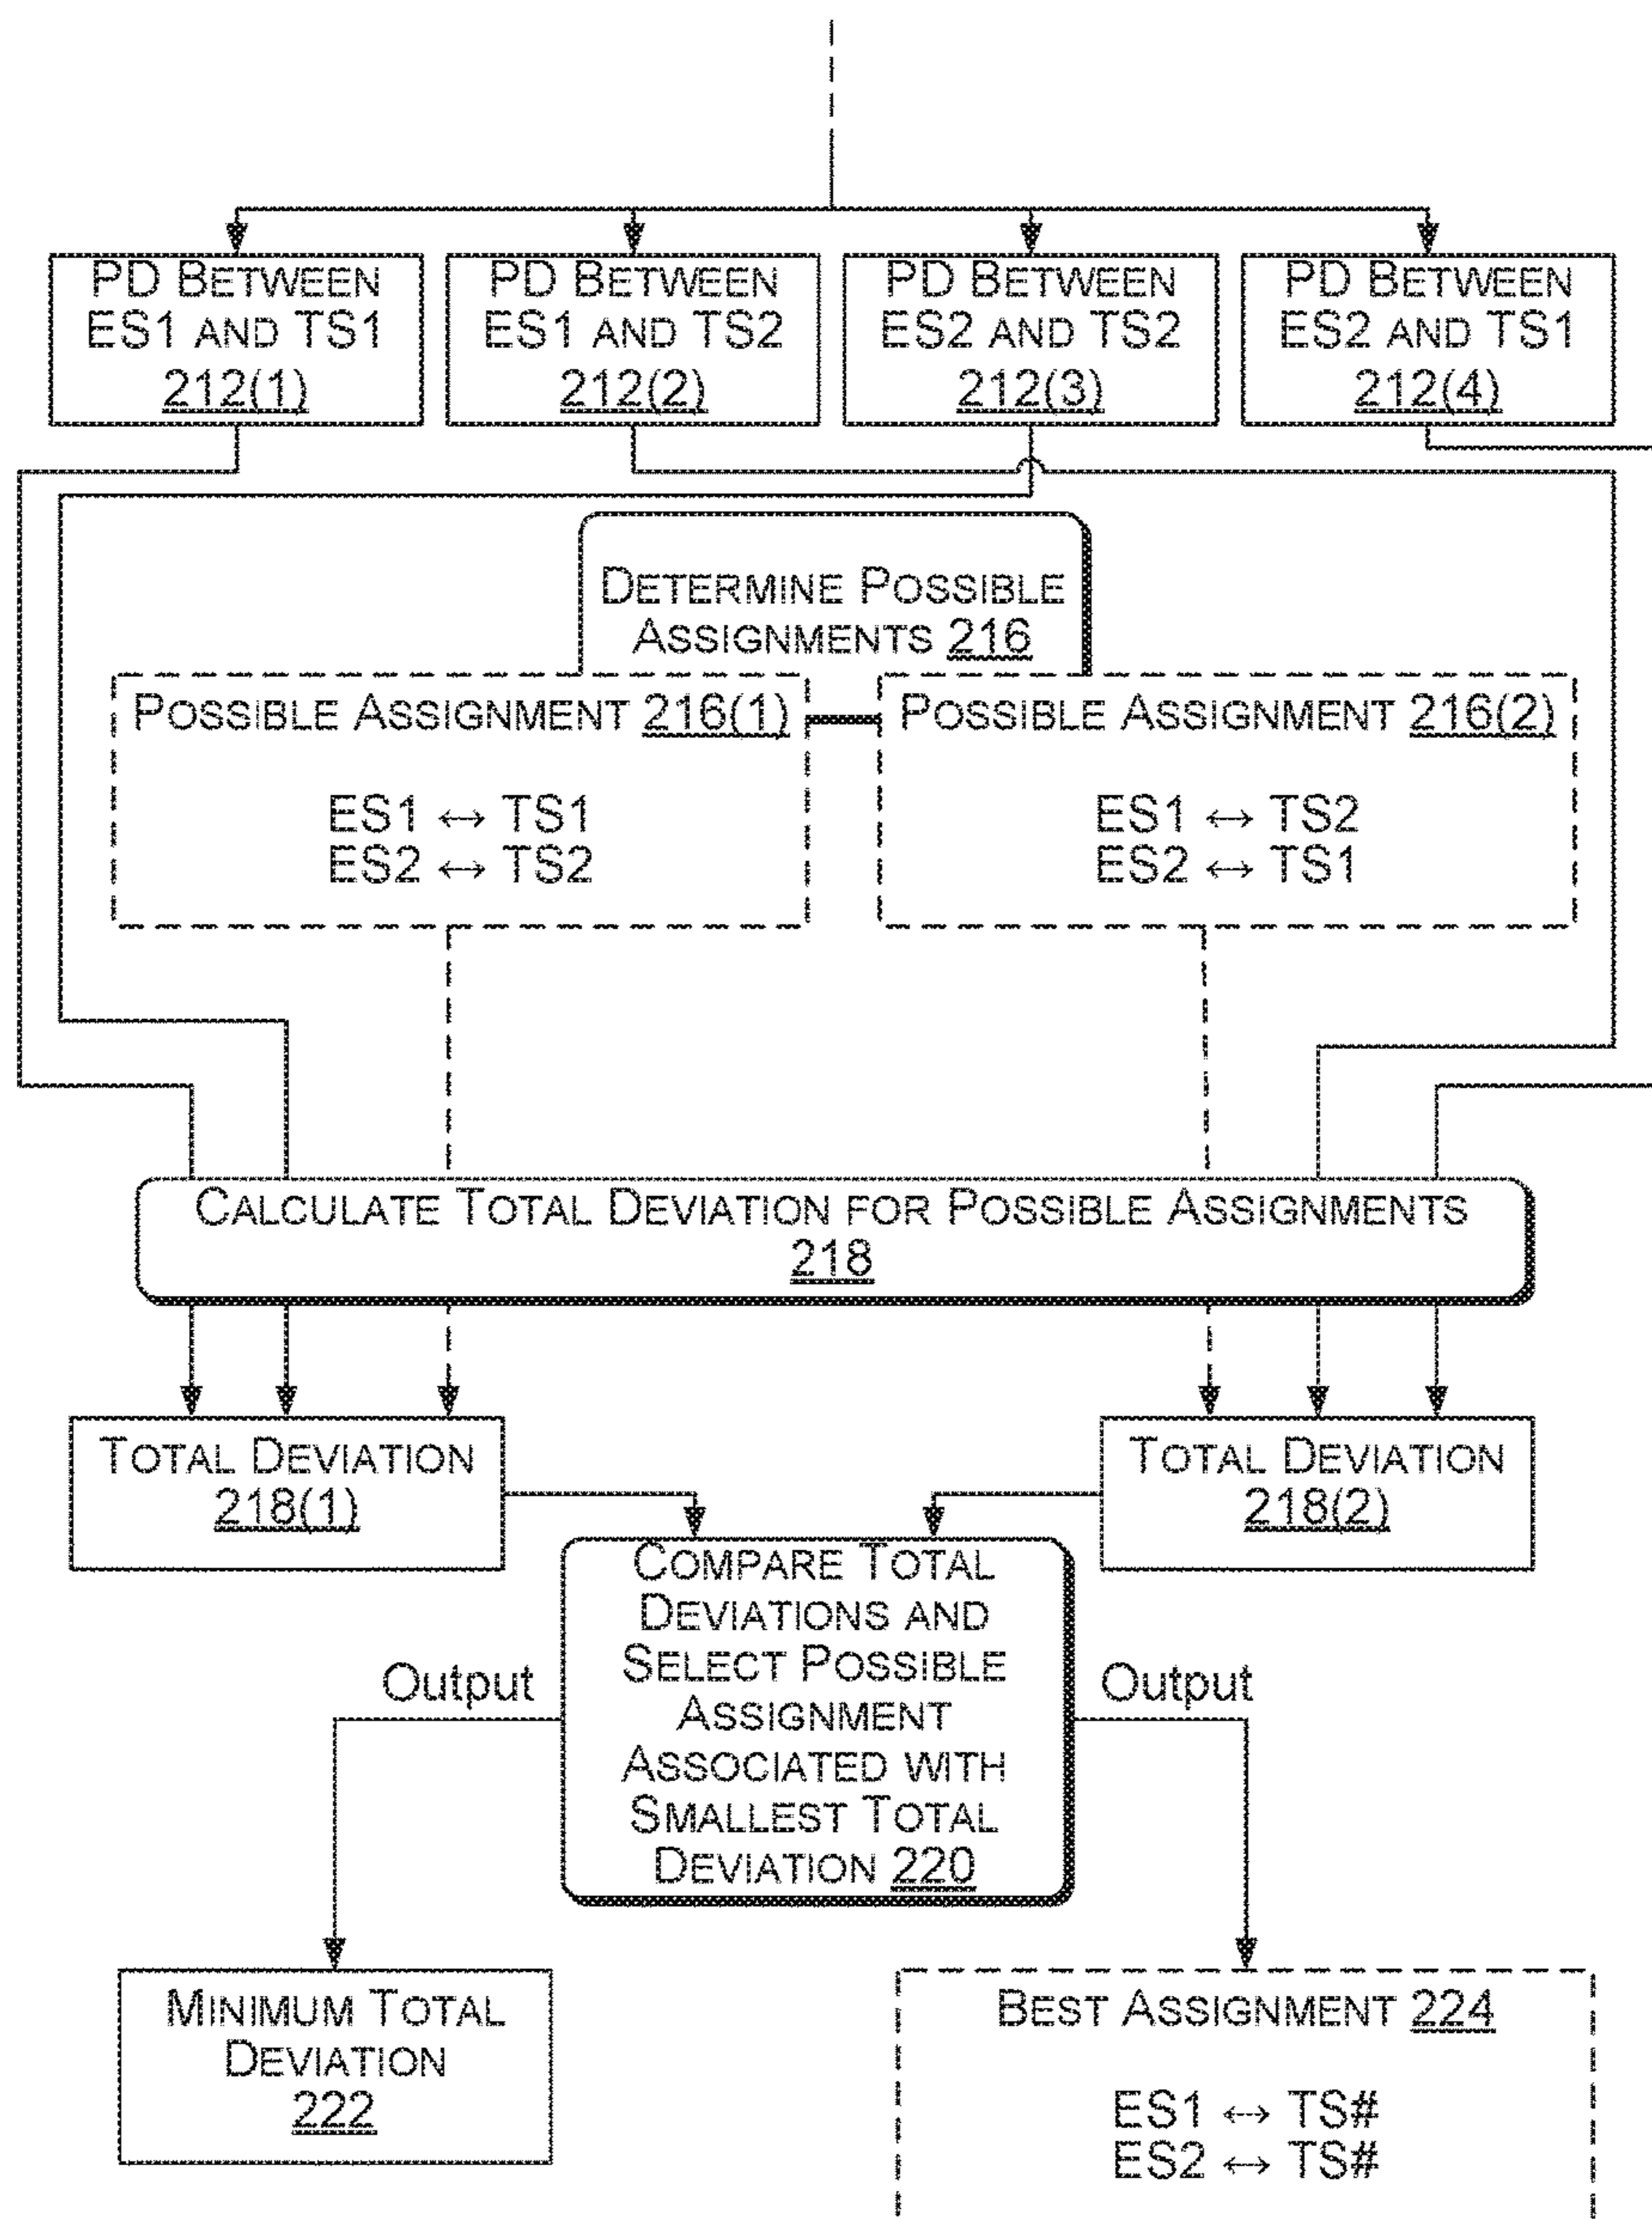 PD BETWEEN
ES1 AND TS1
212(1)
PD BETWEEN
ES1 AND TS2
212(2)
PD BETWEEN
ES2 AND TS2
212(3)
PD BETWEEN
ES2 AND TS1
212(4)
DETERMINE POSSIBLE
ASSIGNMENTS 216
POSSIBLE ASSIGNMENT 216(1)
ES1 ↔ TS1
ES2 ↔ TS2
POSSIBLE ASSIGNMENT 216(2)
ES1 ↔ TS2
ES2 ↔ TS1
CALCULATE TOTAL DEVIATION FOR POSSIBLE ASSIGNMENTS
218
TOTAL DEVIATION
218(1)
TOTAL DEVIATION
218(2)
COMPARE TOTAL
DEVIATIONS AND
SELECT POSSIBLE
ASSIGNMENT
ASSOCIATED WITH
SMALLEST TOTAL
DEVIATION 220
Output
Output
MINIMUM TOTAL
DEVIATION
222
BEST ASSIGNMENT 224
ES1 ↔ TS#
ES2 ↔ TS#